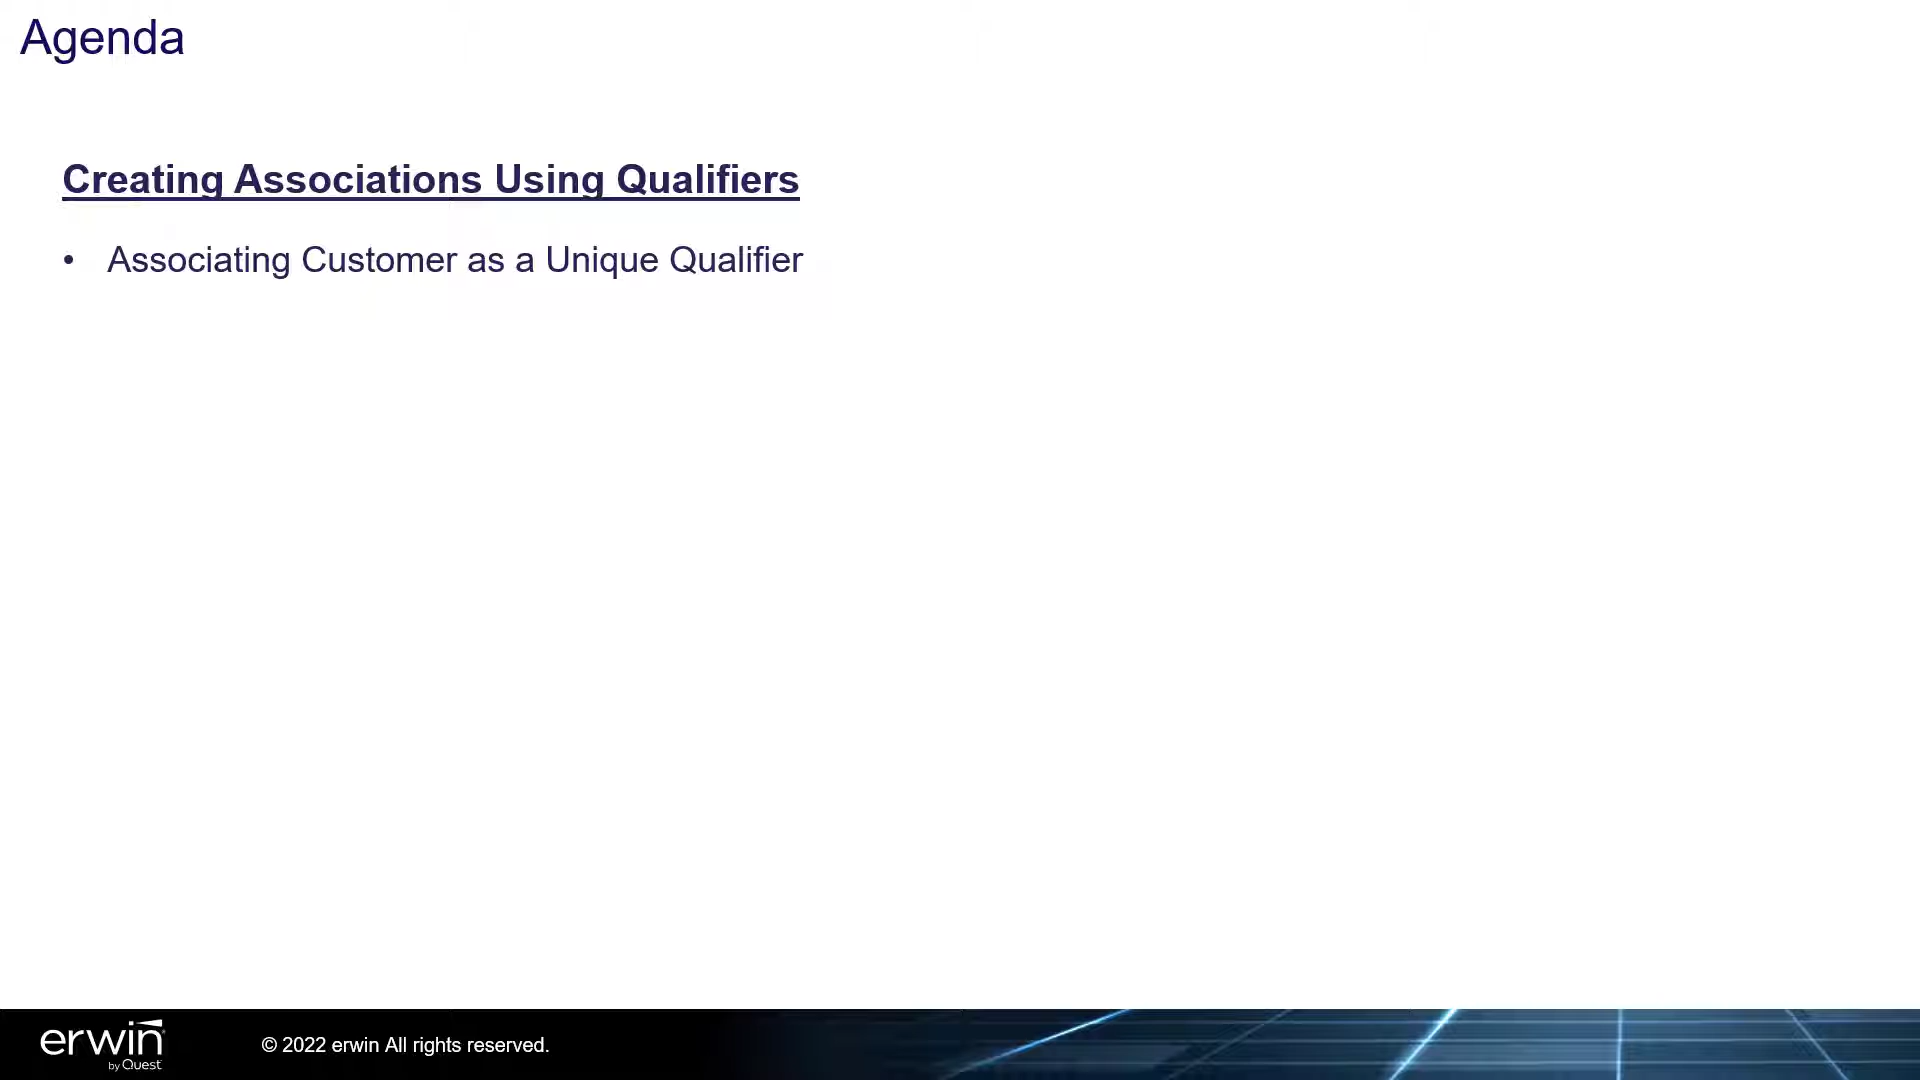 Agenda
Creating Associations Using Qualifiers
• Associating Customer as a Unique Qualifier
erwin
by Quest
© 2022 erwin All rights reserved.